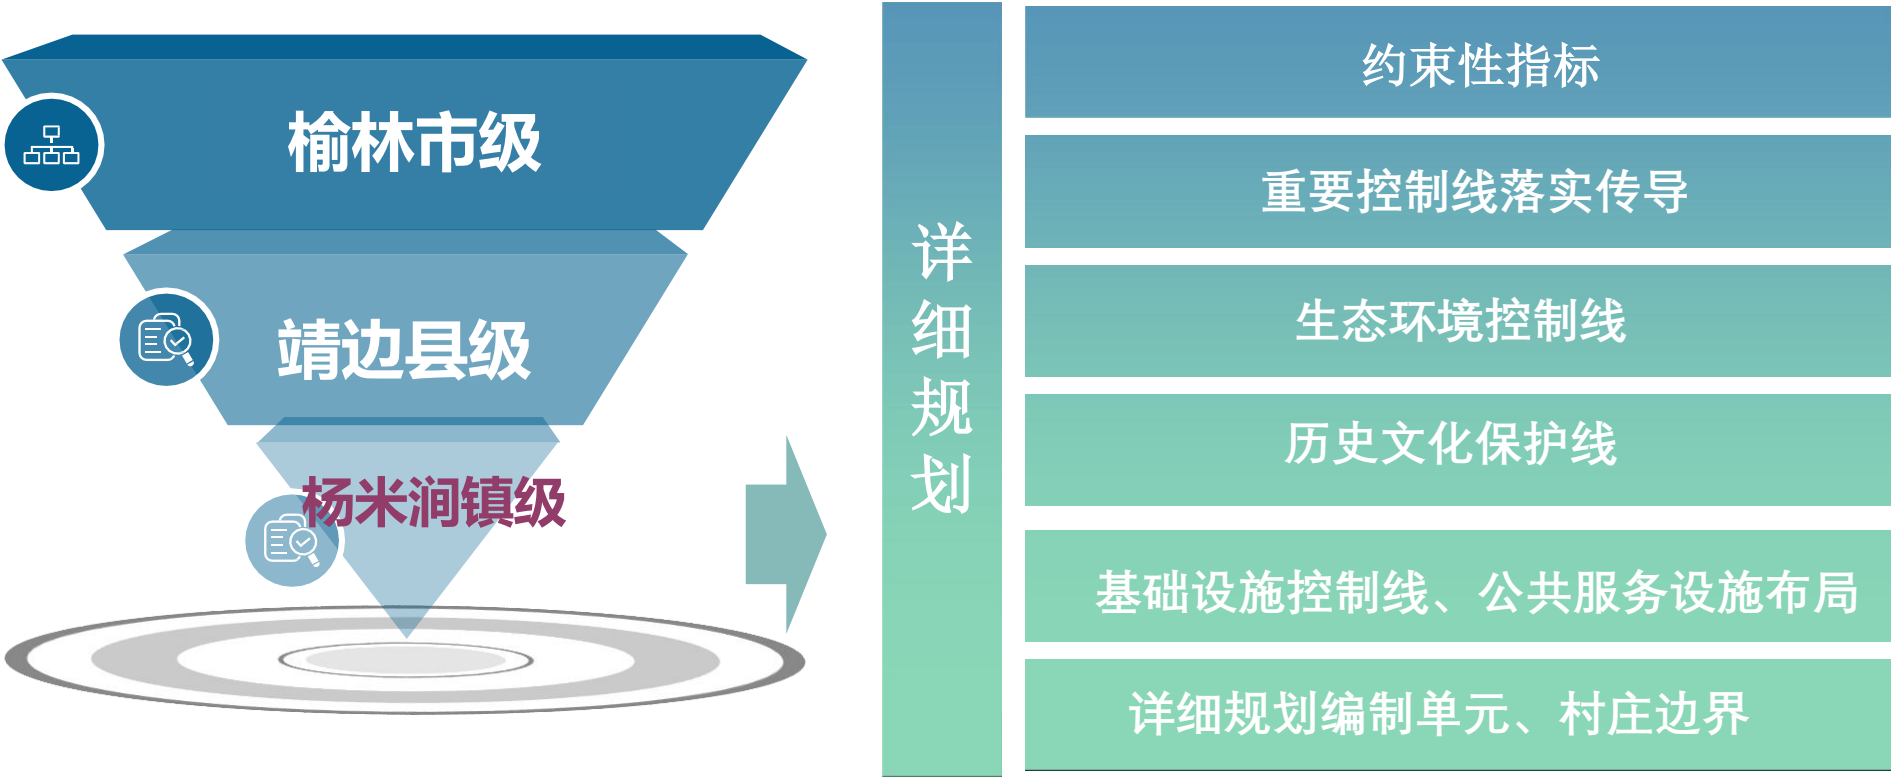 榆林市级
靖边县级
杨米涧镇级
详细规划
约束性指标
重要控制线落实传导
生态环境控制线
历史文化保护线
基础设施控制线、公共服务设施布局
详细规划编制单元、村庄边界